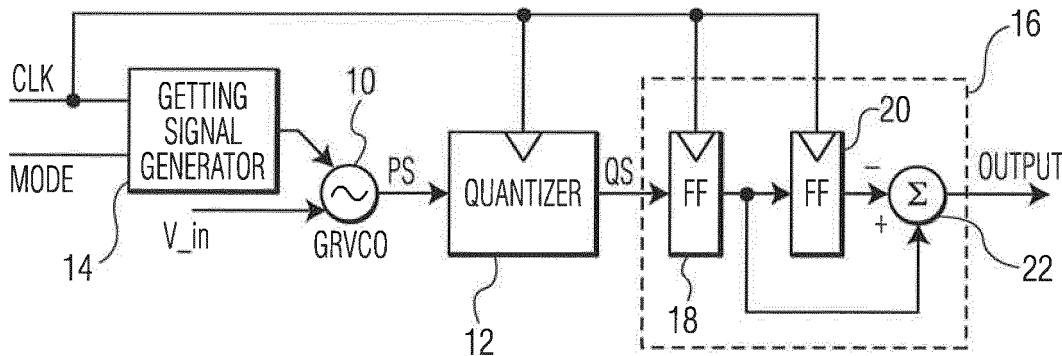 CLK
MODE
GETTING
SIGNAL
GENERATOR
14
V_in
10
GRVCO
PS
QUANTIZER
12
QS
FF
18
FF
20
16
−
+
Σ
22
OUTPUT